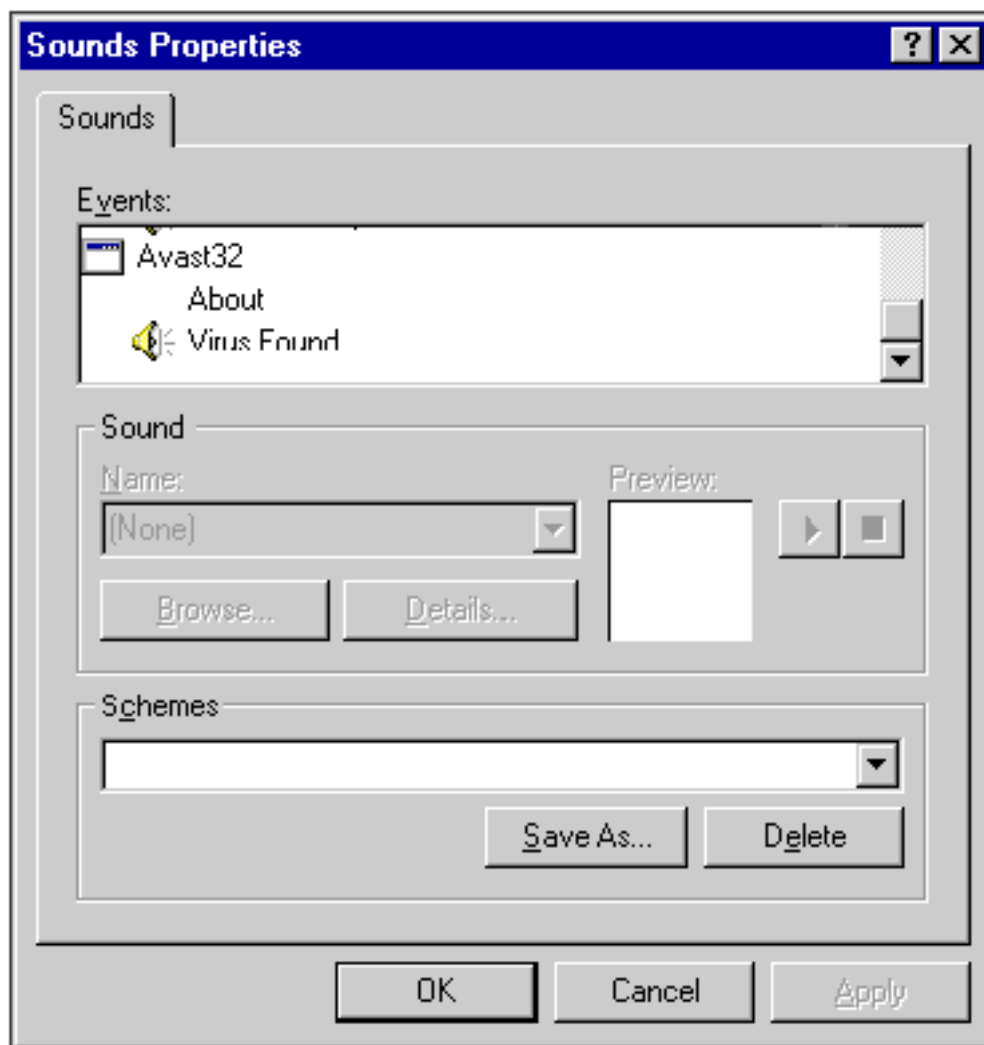 Sounds Properties
Sounds
Events:
Avast32
About
Virus Found
Sound
Name:
Preview:
(None)
Browse...
Details...
Schemes
Save As...
Delete
OK
Cancel
Apply